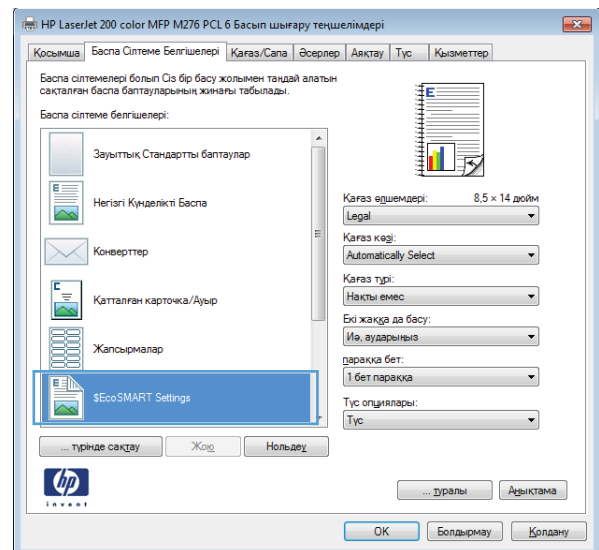 HP LaserJet 200 color MFP M276 PCL 6 Басып шығару теңшелімдері
Қосымша Баспа Сілтеме Белгішелері Қағаз/Сапа Әсерлер Аяқтау Түс Қызметтер
Баспа сілтемелері болып Сіз бір басу жолымен таңдай алатын
сақталған баспа баптауларының жинағы табылады.
Баспа сілтеме белгішелері:
Зауыттық Стандартты баптаулар
Негізгі Күнделікті Баспа
Конверттер
Қатталған карточка/Ауыр
Жапсырмалар
$EcoSMART Settings
... түрінде сақтау Жою Нольдеу
E
Қағаз өлшемдері: 8,5 × 14 дюйм
Legal
Қағаз көзі:
Automatically Select
Қағаз түрі:
Нақты емес
Екі жаққа да басу:
Иә, аударыңыз
параққа бет:
1 бет параққа
Түс опциялары:
Түс
hp
invent
... туралы Анықтама
OK Болдырмау Қолдану